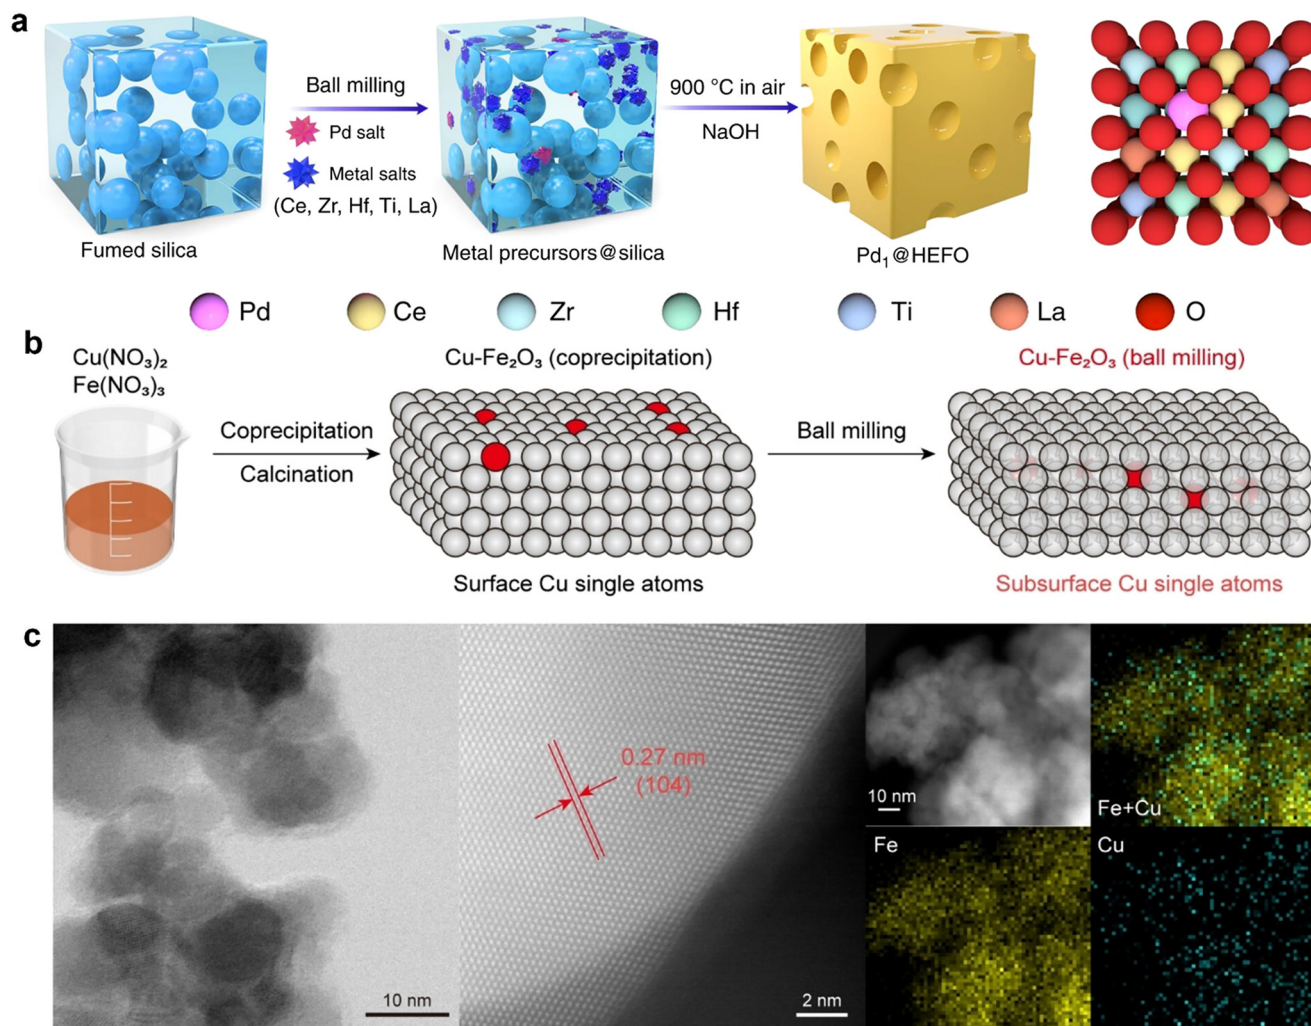 a
Ball milling
Pd salt
Metal salts
(Ce, Zr, Hf, Ti, La)
900 °C in air
NaOH
Fumed silica
Metal precursors@silica
Pd₁@HEFO
Pd
Ce
Zr
Hf
Ti
La
O
b
Cu(NO₃)₂
Fe(NO₃)₃
Coprecipitation
Calcination
Cu-Fe₂O₃ (coprecipitation)
Surface Cu single atoms
Ball milling
Cu-Fe₂O₃ (ball milling)
Subsurface Cu single atoms
c
10 nm
0.27 nm
(104)
2 nm
10 nm
Fe+Cu
Fe
Cu